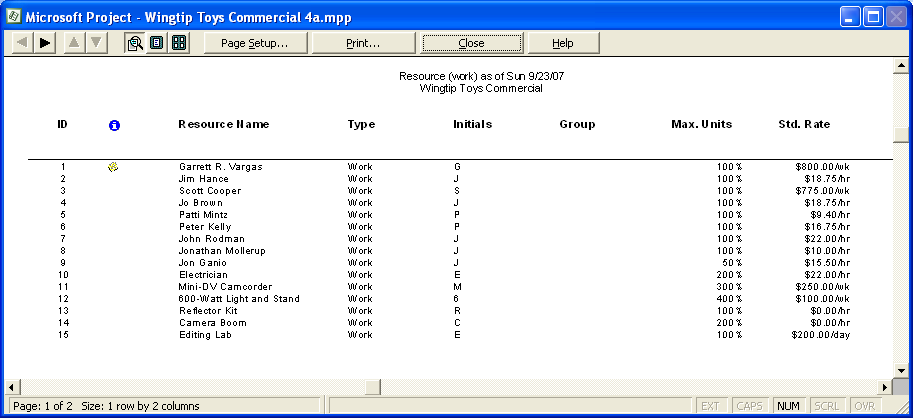 Microsoft Project - Wingtip Toys Commercial 4a.mpp
Page Setup... Print... Close Help
Resource (work) as of Sun 9/23/07
Wingtip Toys Commercial
ID Resource Name Type Initials Group Max. Units Std. Rate
1 Garrett R. Vargas Work G 100% $800.00/wk
2 Jim Hance Work J 100% $18.75/hr
3 Scott Cooper Work S 100% $775.00/wk
4 Jo Brown Work J 100% $18.75/hr
5 Patti Mintz Work P 100% $9.40/hr
6 Peter Kelly Work P 100% $16.75/hr
7 John Rodman Work J 100% $22.00/hr
8 Jonathan Mollerup Work J 100% $10.00/hr
9 Jon Ganio Work J 50% $15.50/hr
10 Electrician Work E 200% $22.00/hr
11 Mini-DV Camcorder Work M 300% $250.00/wk
12 600-Watt Light and Stand Work 6 400% $100.00/wk
13 Reflector Kit Work R 100% $0.00/hr
14 Camera Boom Work C 200% $0.00/hr
15 Editing Lab Work E 100% $200.00/day
Page: 1 of 2 Size: 1 row by 2 columns EXT CAPS NUM SCRL OVR